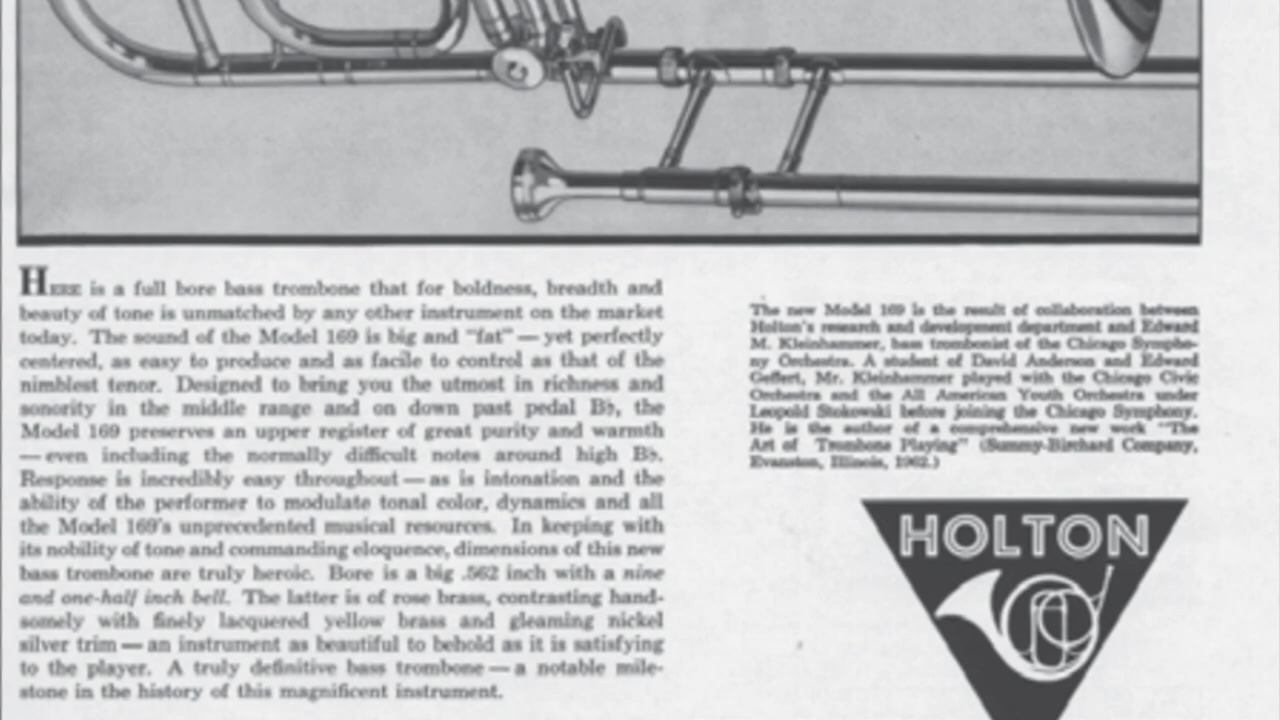 HERE is a full bore bass trombone that for boldness, breadth and
beauty of tone is unmatched by any other instrument on the market
today. The sound of the Model 169 is big and "fat" — yet perfectly
centered, as easy to produce and as facile to control as that of the
nimblest tenor. Designed to bring you the utmost in richness and
sonority in the middle range and on down past pedal B♭, the
Model 169 preserves an upper register of great purity and warmth
— even including the normally difficult notes around high B♭.
Response is incredibly easy throughout — as is intonation and the
ability of the performer to modulate tonal color, dynamics and all
the Model 169's unprecedented musical resources. In keeping with
its nobility of tone and commanding eloquence, dimensions of this new
bass trombone are truly heroic. Bore is a big .562 inch with a nine
and one-half inch bell. The latter is of rose brass, contrasting hand-
somely with finely lacquered yellow brass and gleaming nickel
silver trim — an instrument as beautiful to behold as it is satisfying
to the player. A truly definitive bass trombone — a notable mile-
stone in the history of this magnificent instrument.
The new Model 169 is the result of collaboration between
Holton's research and development department and Edward
M. Kleinhammer, bass trombonist of the Chicago Sympho-
ny Orchestra. A student of David Anderson and Edward
Geffert, Mr. Kleinhammer played with the Chicago Civic
Orchestra and the All American Youth Orchestra under
Leopold Stokowski before joining the Chicago Symphony.
He is the author of a comprehensive new work "The
Art of Trombone Playing" (Summy-Birchard Company,
Evanston, Illinois, 1962.)
HOLTON